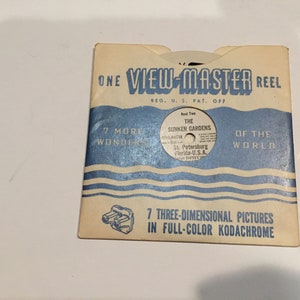 ONE VIEW-MASTER REEL
REG. U. S. PAT. OFF
Reel Two
THE
SUNKEN GARDENS
St. Petersburg
Florida-U.S.A.
7 MORE WONDERS
OF THE WORLD
7 THREE-DIMENSIONAL PICTURES
IN FULL-COLOR KODACHROME